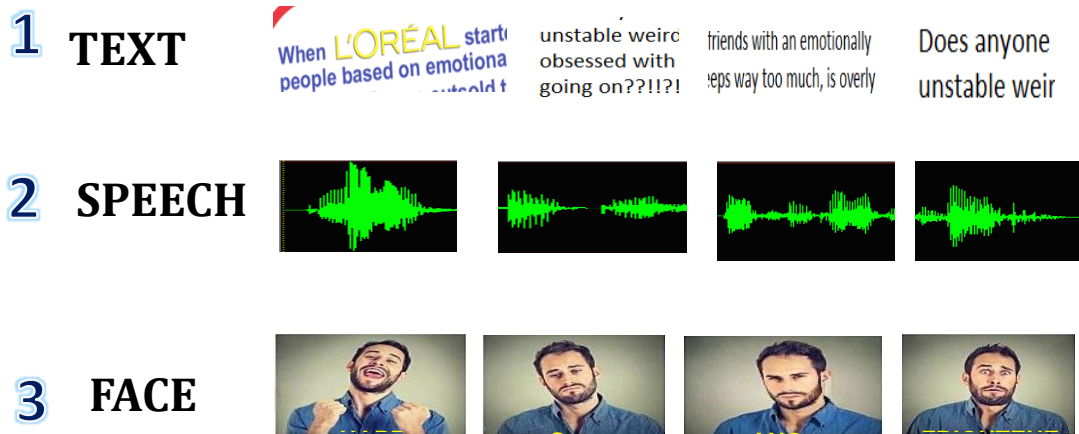 1 TEXT
When L'ORÉAL starte
people based on emotiona
unstable weird
obsessed with
going on??!!?!
friends with an emotionally
eeps way too much, is overly
Does anyone
unstable weir
2 SPEECH
3 FACE